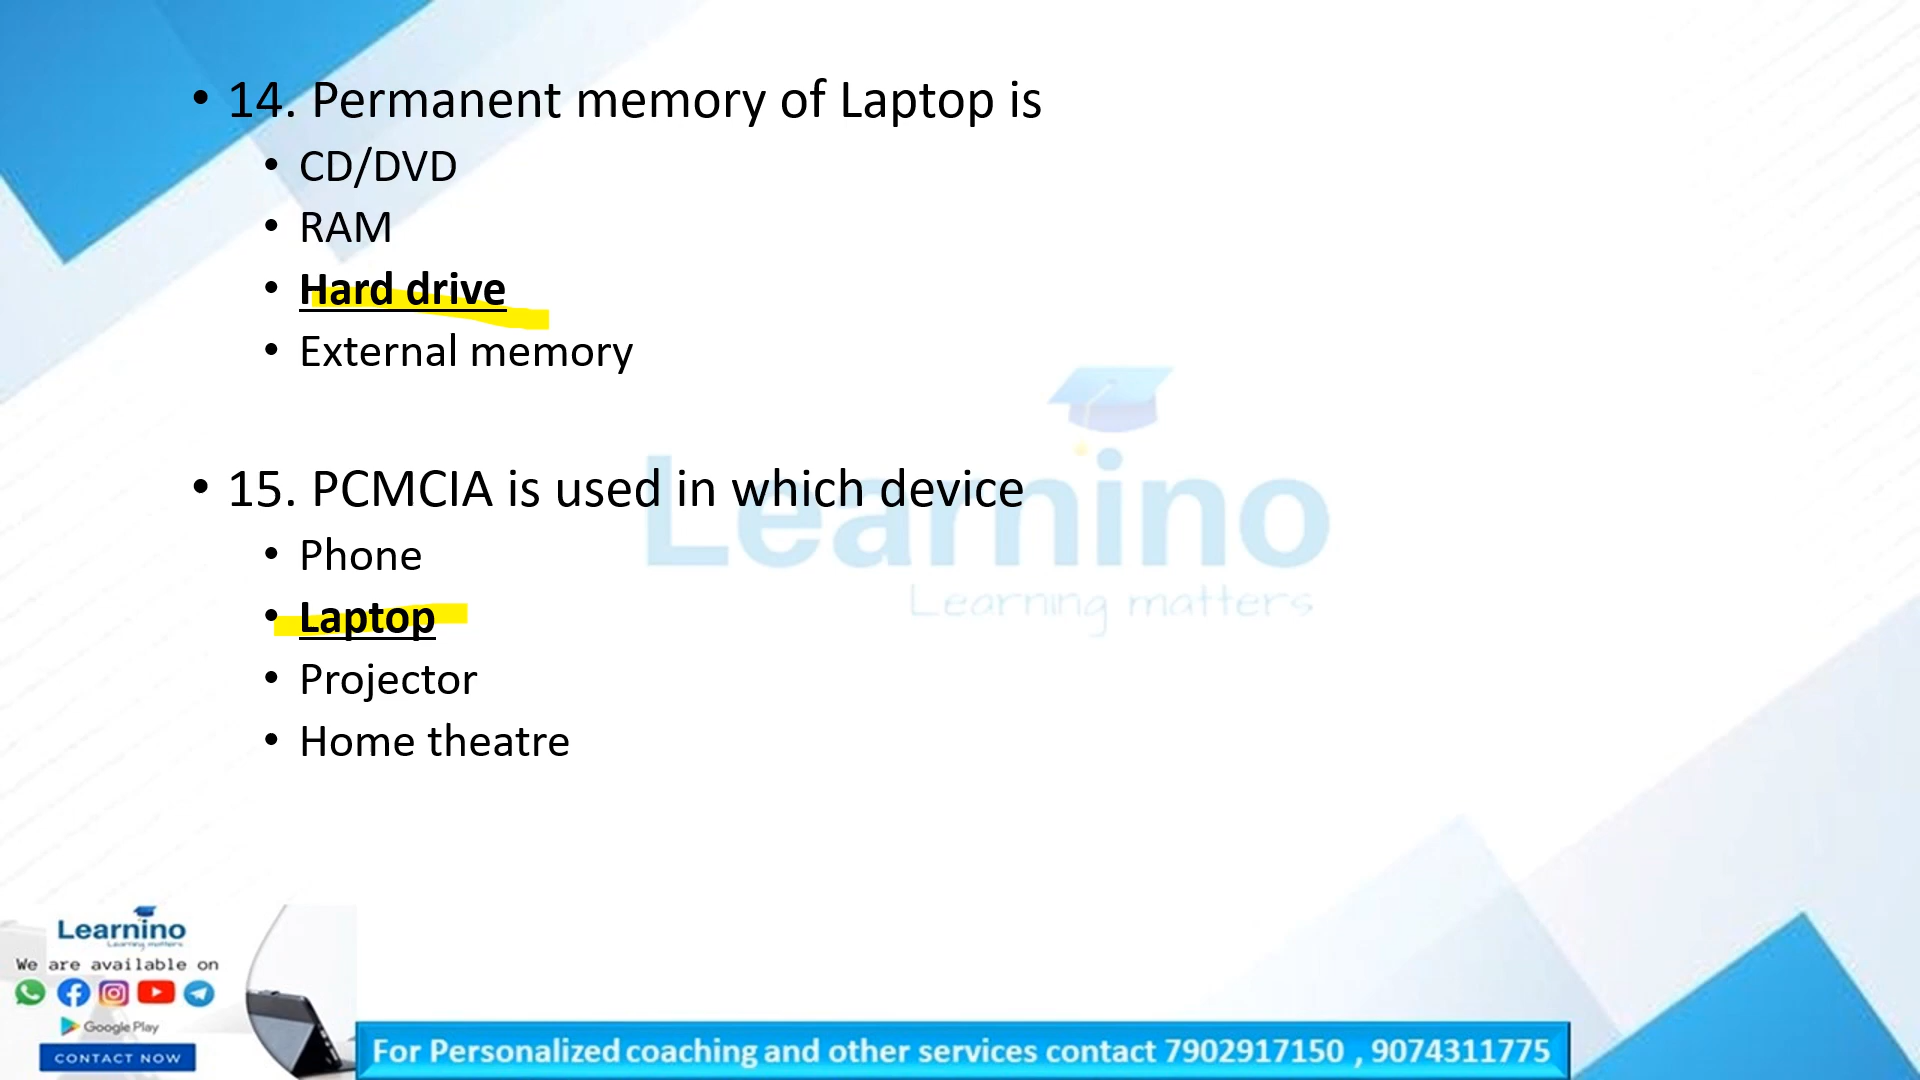 • 14. Permanent memory of Laptop is
• CD/DVD
• RAM
• Hard drive
• External memory
• 15. PCMCIA is used in which device
• Phone
• Laptop
• Projector
• Home theatre
Learnino
Learning matters
Learnino
Learning matters
We are available on
Google Play
CONTACT NOW
For Personalized coaching and other services contact 7902917150 , 9074311775